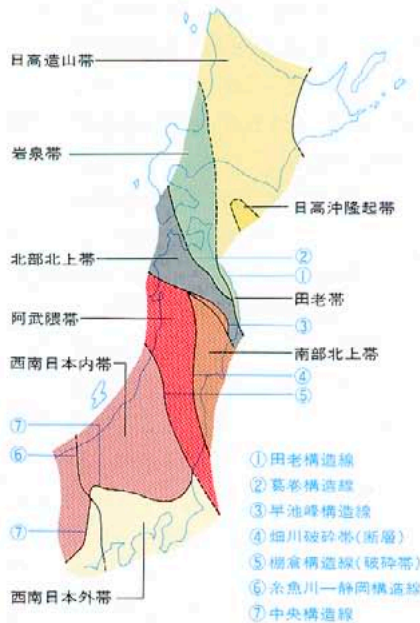 日高造山帯
岩泉帯
日高沖隆起帯
②
北部北上帯
①
田老帯
阿武隈帯
③
南部北上帯
西南日本内帯
④
⑤
⑦
⑥
①田老構造線
②葛巻構造線
③早池峰構造線
④畑川破砕帯(断層)
⑤棚倉構造線(破砕帯)
⑦
⑥糸魚川—静岡構造線
西南日本外帯
⑦中央構造線